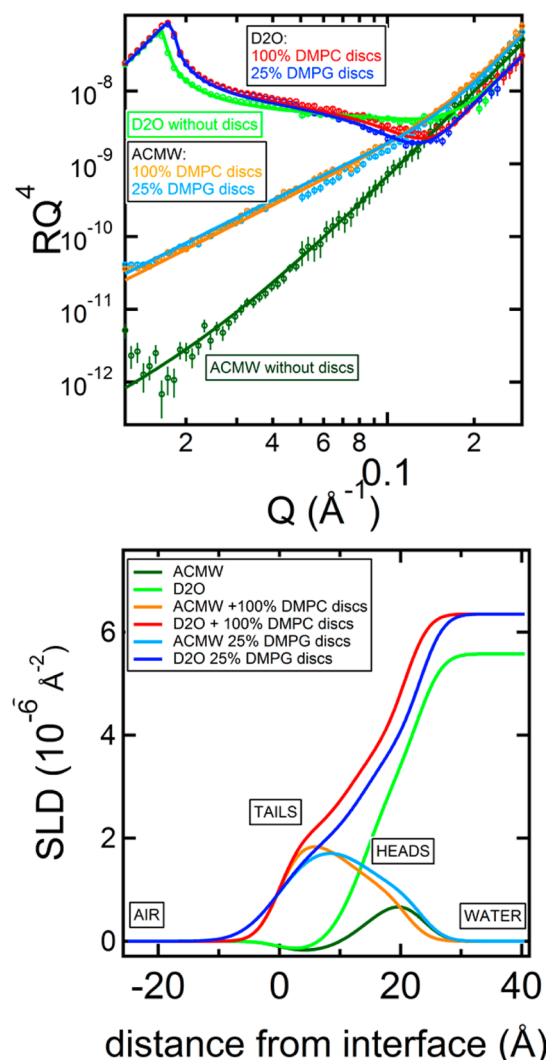 D2O:
100% DMPC discs
25% DMPG discs
10^-8
D2O without discs
10^-9
ACMW:
100% DMPC discs
25% DMPG discs
RQ^4
10^-10
10^-11
ACMW without discs
10^-12
2 4 6 8 2
0.1
Q (Å^-1)
ACMW
D2O
ACMW +100% DMPC discs
D2O + 100% DMPC discs
ACMW 25% DMPG discs
D2O 25% DMPG discs
6
4
2
0
SLD (10^-6 Å^-2)
TAILS
HEADS
AIR
WATER
-20 0 20 40
distance from interface (Å)